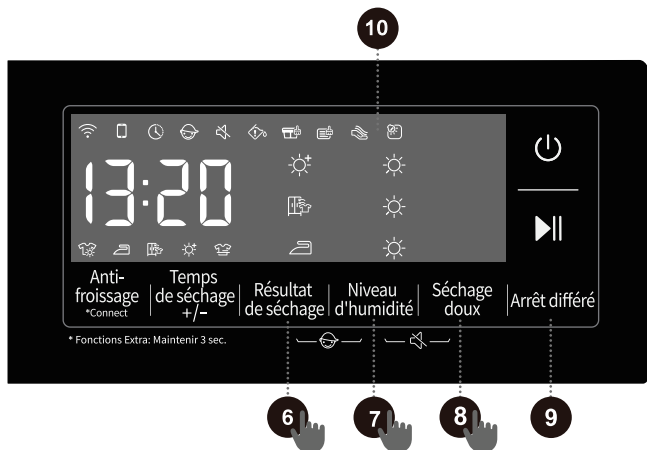 10
13:20
Anti-
froissage
*Connect
Temps
de séchage
+/-
Résultat
de séchage
Niveau
d'humidité
Séchage
doux
Arrêt différé
* Fonctions Extra: Maintenir 3 sec.
6
7
8
9